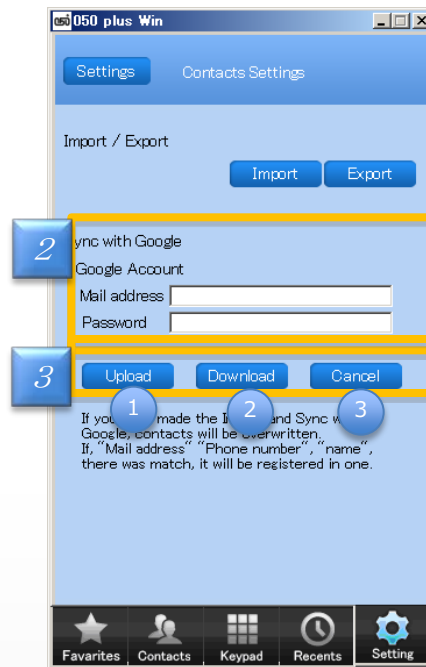 050 050 plus Win
Settings Contacts Settings
Import / Export
Import Export
2
ync with Google
Google Account
Mail address
Password
3
Upload Download Cancel
1 2 3
If you made the I and Sync w
Google, contacts will be overwritten.
If, "Mail address" "Phone number", "name",
there was match, it will be registered in one.
Favarites Contacts Keypad Recents Setting